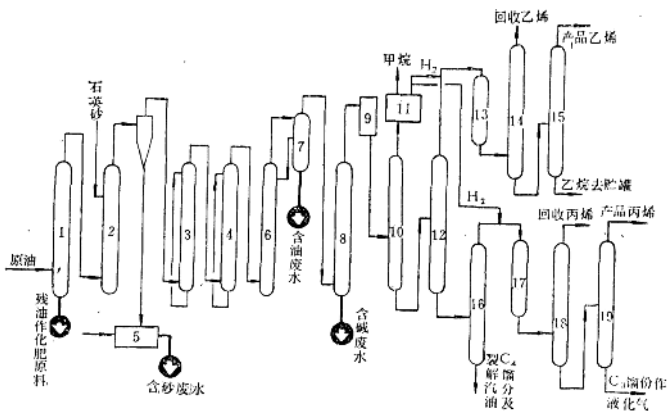 回收乙烯
产品乙烯
甲烷
H₂
石英砂
9
11
13
14
15
7
1
2
3
4
6
8
10
12
乙烷去贮罐
H₂
回收丙烯
产品丙烯
原油
含油废水
16
17
18
19
残油作化肥原料
5
含砂废水
含碱废水
裂解汽油
C₄馏分及
C₃馏份作
液化气